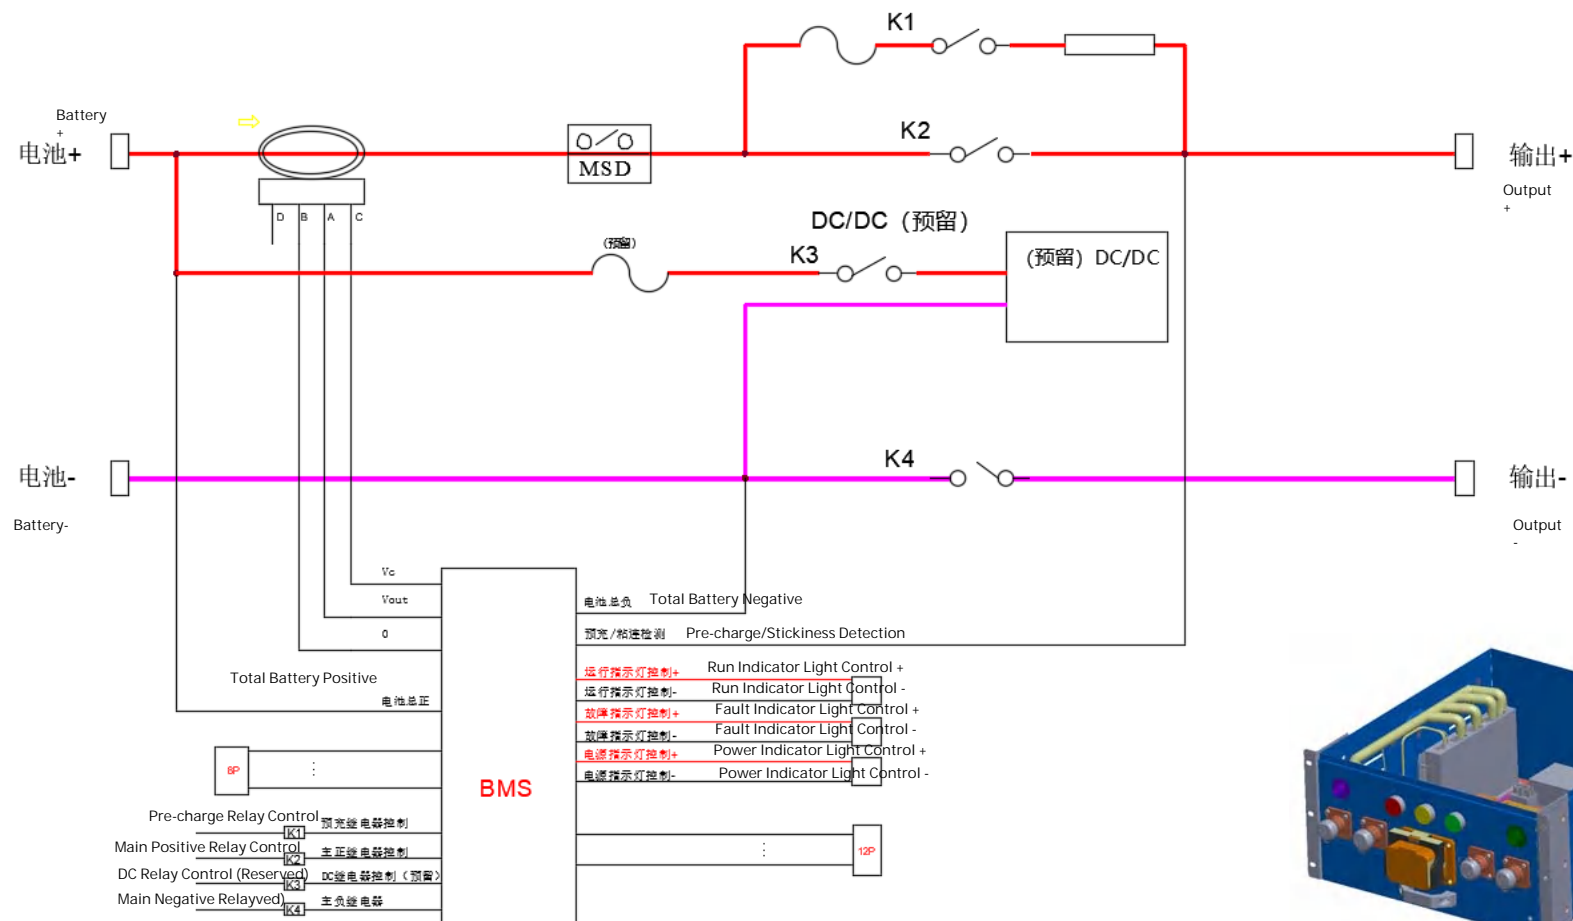 K1
Battery
+
电池+
MSD
K2
输出+
Output
+
D B A C
DC/DC（预留）
(预留)
K3
(预留) DC/DC
电池-
K4
输出-
Battery-
Output
-
Vc
Vout
0
Total Battery Positive
电池总正
BMS
电池总负 Total Battery Negative
预充/粘连检测 Pre-charge/Stickiness Detection
运行指示灯控制+ Run Indicator Light Control +
运行指示灯控制- Run Indicator Light Control -
故障指示灯控制+ Fault Indicator Light Control +
故障指示灯控制- Fault Indicator Light Control -
电源指示灯控制+ Power Indicator Light Control +
电源指示灯控制- Power Indicator Light Control -
12P
Pre-charge Relay Control K1 预充继电器控制
Main Positive Relay Control K2 主正继电器控制
DC Relay Control (Reserved) K3 DC继电器控制（预留）
Main Negative Relayved) K4 主负继电器